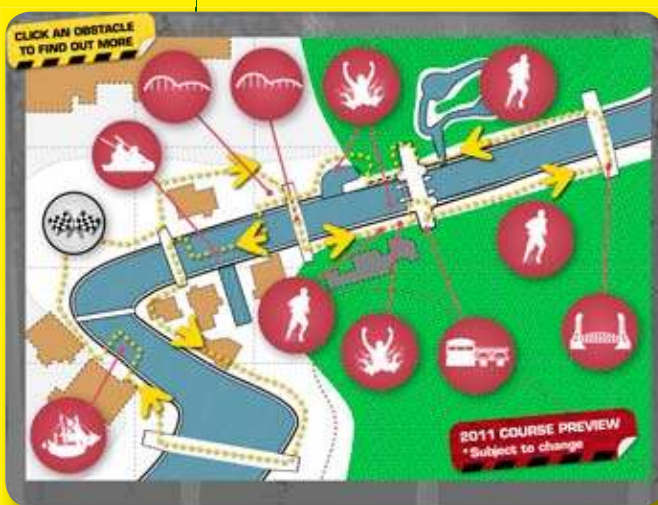 CLICK AN OBSTACLE
TO FIND OUT MORE
2011 COURSE PREVIEW
*Subject to change